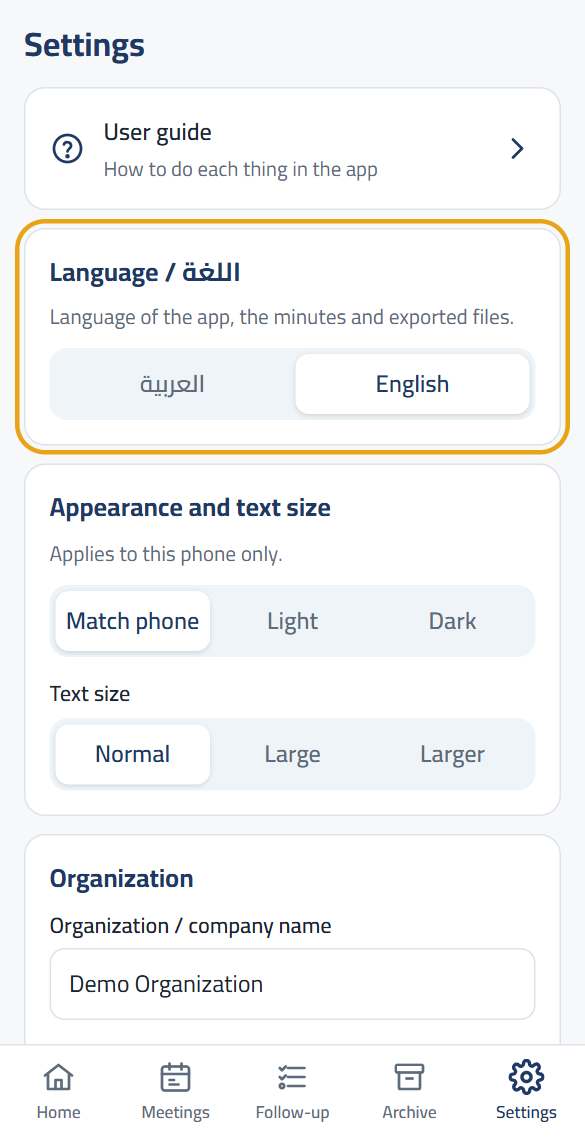 Settings
User guide
How to do each thing in the app
Language / اللغة
Language of the app, the minutes and exported files.
العربية
English
Appearance and text size
Applies to this phone only.
Match phone
Light
Dark
Text size
Normal
Large
Larger
Organization
Organization / company name
Demo Organization
Home
Meetings
Follow-up
Archive
Settings